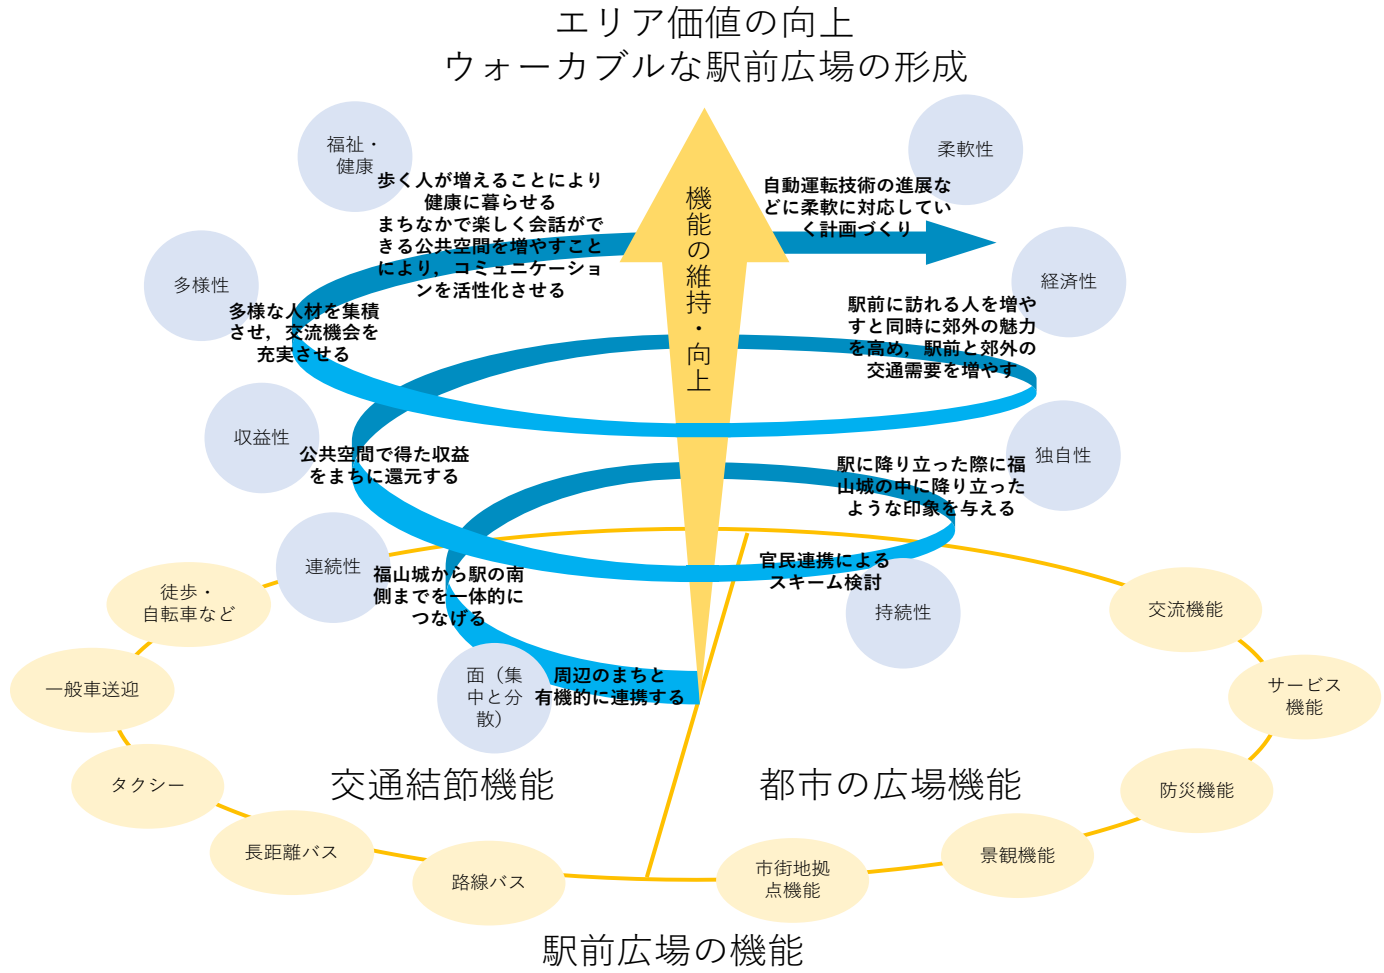 エリア価値の向上
ウォーカブルな駅前広場の形成
福祉・
健康
歩く人が増えることにより
健康に暮らせる
まちなかで楽しく会話がで
きる公共空間を増やすこと
により，コミュニケーショ
ンを活性化させる
機能の維持・向上
柔軟性
自動運転技術の進展な
どに柔軟に対応してい
く計画づくり
多様性
多様な人材を集積
させ，交流機会を
充実させる
経済性
駅前に訪れる人を増や
すと同時に郊外の魅力
を高め，駅前と郊外の
交通需要を増やす
収益性
公共空間で得た収益
をまちに還元する
独自性
駅に降り立った際に福
山城の中に降り立った
ような印象を与える
連続性
福山城から駅の南
側までを一体的に
つなげる
官民連携による
スキーム検討
持続性
面（集
中と分
散）
周辺のまちと
有機的に連携する
徒歩・
自転車など
一般車送迎
タクシー
長距離バス
路線バス
交通結節機能
都市の広場機能
交流機能
サービス
機能
防災機能
景観機能
市街地拠
点機能
駅前広場の機能